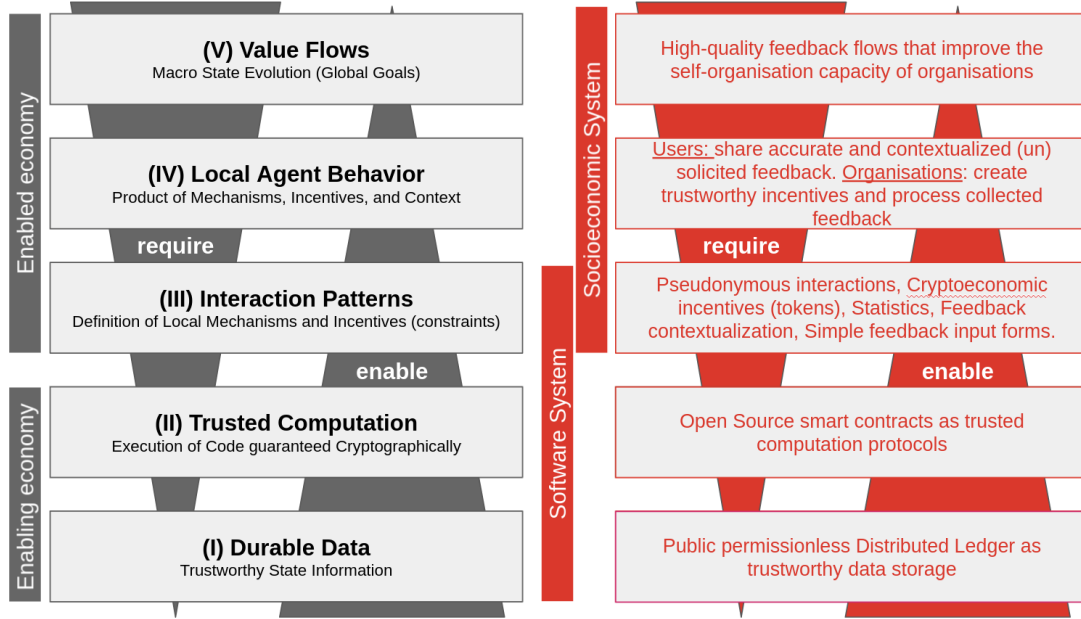 Enabled economy
Enabling economy
(V) Value Flows
Macro State Evolution (Global Goals)
(IV) Local Agent Behavior
Product of Mechanisms, Incentives, and Context
require
(III) Interaction Patterns
Definition of Local Mechanisms and Incentives (constraints)
enable
(II) Trusted Computation
Execution of Code guaranteed Cryptographically
(I) Durable Data
Trustworthy State Information
Socioeconomic System
Software System
High-quality feedback flows that improve the
self-organisation capacity of organisations
Users: share accurate and contextualized (un)
solicited feedback. Organisations: create
trustworthy incentives and process collected
feedback
require
Pseudonymous interactions, Cryptoeconomic
incentives (tokens), Statistics, Feedback
contextualization, Simple feedback input forms.
enable
Open Source smart contracts as trusted
computation protocols
Public permissionless Distributed Ledger as
trustworthy data storage